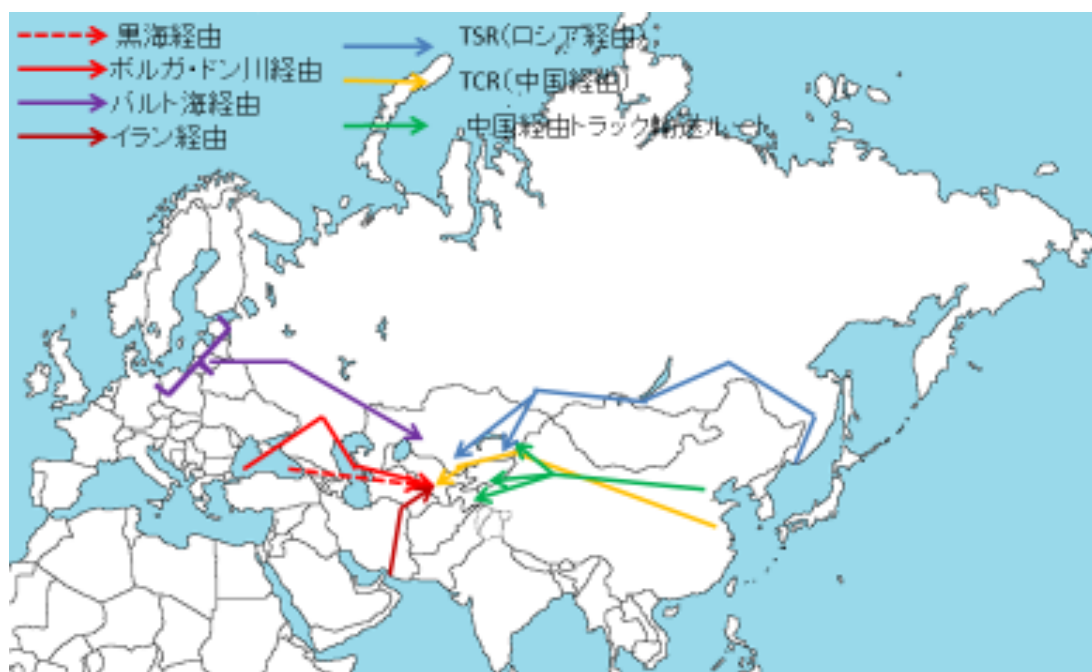 黒海経由
ボルガ・ドン川経由
バルト海経由
イラン経由
TSR(ロシア経由)
TCR(中国経由)
中国経由トラック輸送ルート